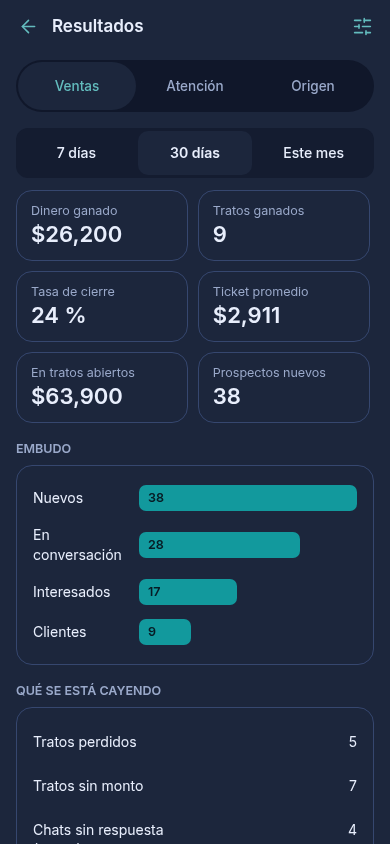 Resultados
Ventas
Atención
Origen
7 días
30 días
Este mes
Dinero ganado
$26,200
Tratos ganados
9
Tasa de cierre
24 %
Ticket promedio
$2,911
En tratos abiertos
$63,900
Prospectos nuevos
38
EMBUDO
Nuevos
38
En
conversación
28
Interesados
17
Clientes
9
QUÉ SE ESTÁ CAYENDO
Tratos perdidos
5
Tratos sin monto
7
Chats sin respuesta
4